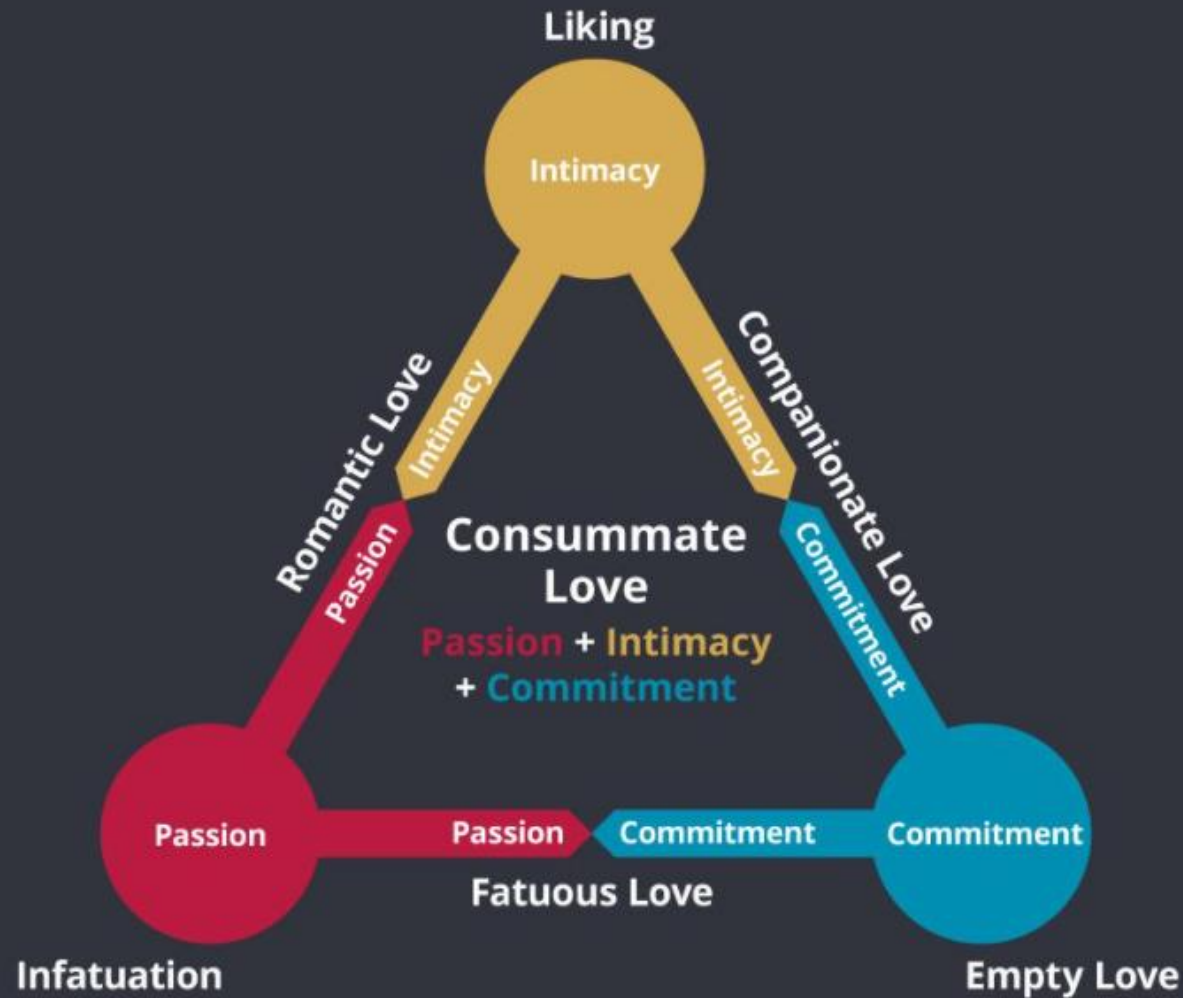 Liking
Intimacy
Romantic Love
Intimacy
Intimacy
Companionate Love
Passion
Commitment
Consummate
Love
Passion + Intimacy
+ Commitment
Passion
Passion
Commitment
Commitment
Fatuous Love
Infatuation
Empty Love